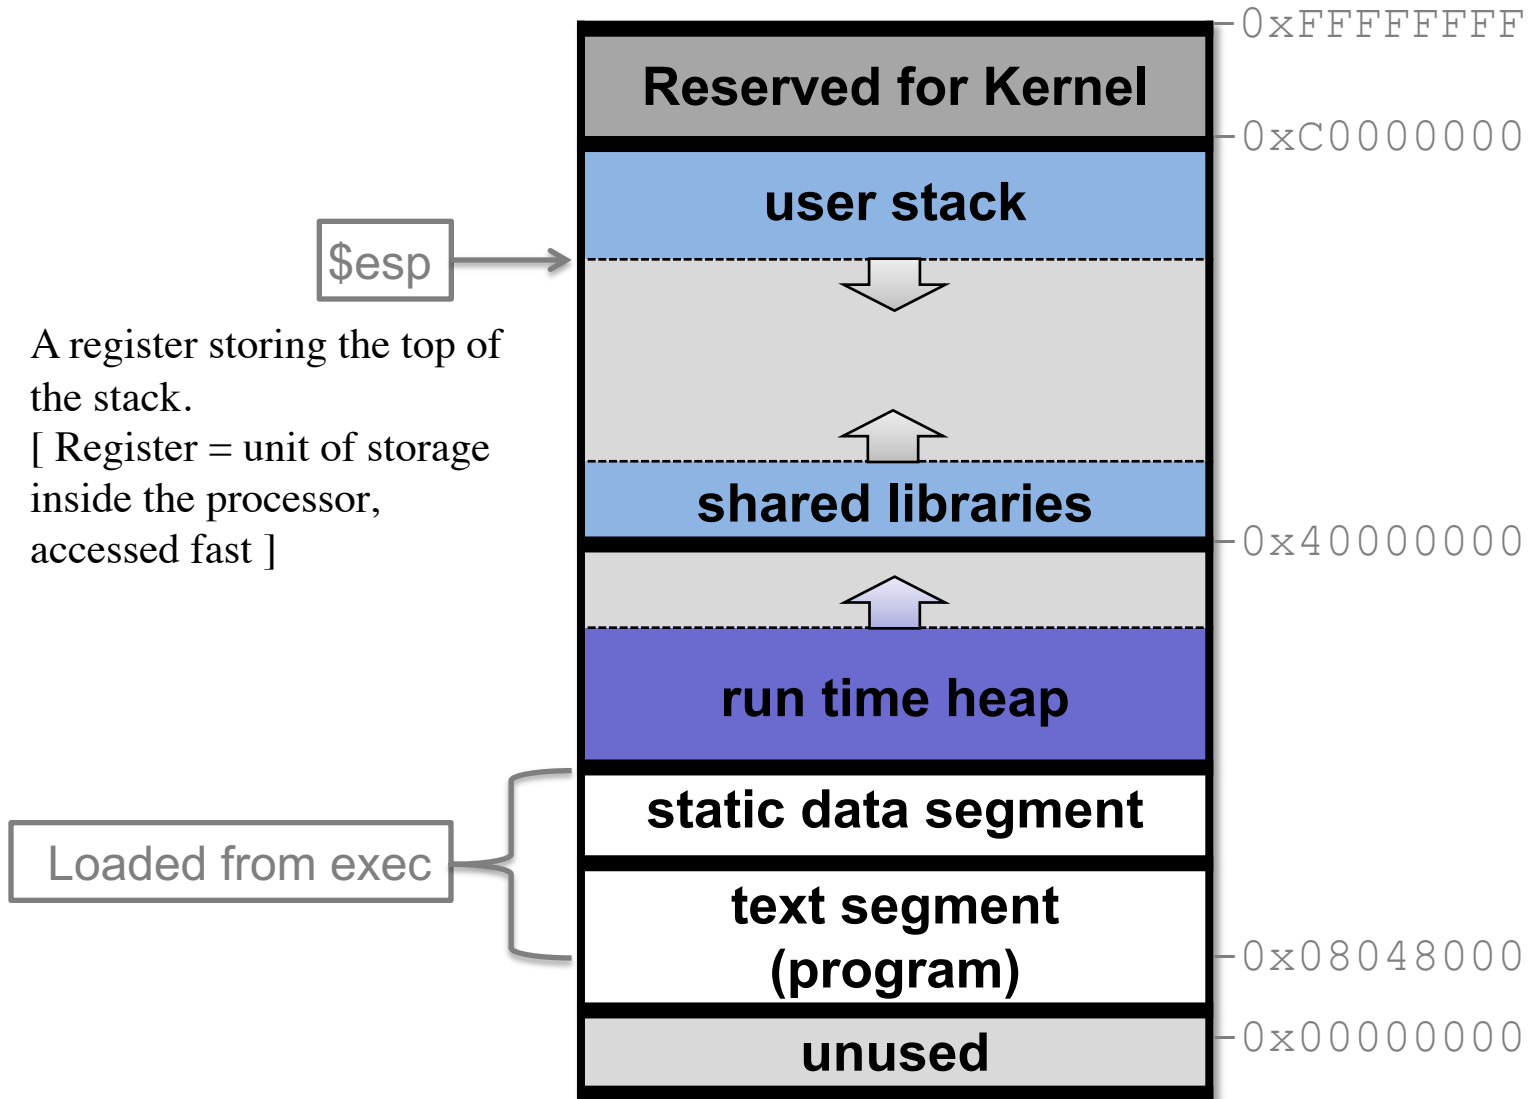 0xFFFFFFFF
Reserved for Kernel
0xC0000000
user stack
$esp
A register storing the top of
the stack.
[ Register = unit of storage
inside the processor,
accessed fast ]
shared libraries
0x40000000
run time heap
static data segment
Loaded from exec
text segment
(program)
0x08048000
0x00000000
unused